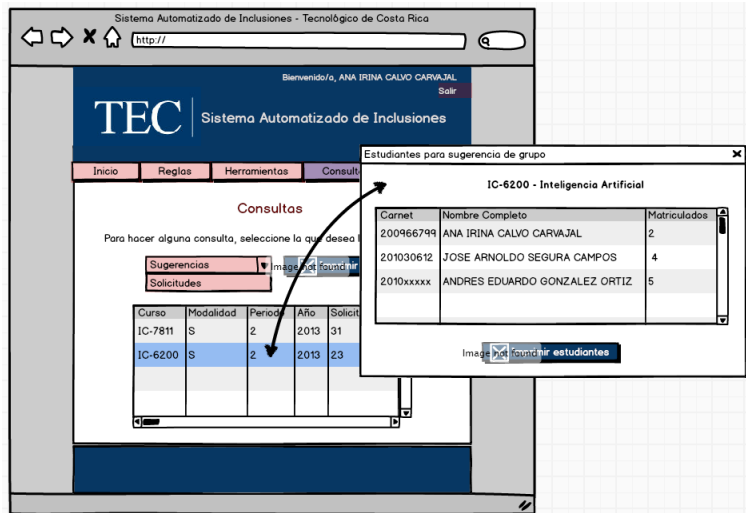 Sistema Automatizado de Inclusiones - Tecnológico de Costa Rica
http://
Bienvenido/a, ANA IRINA CALVO CARVAJAL
Salir
TEC Sistema Automatizado de Inclusiones
Inicio Reglas Herramientas
Consultas
Para hacer alguna consulta, seleccione la que desea
Sugerencias
Solicitudes
Image not found
Curso Modalidad Periodo Año
IC-7811 S 2 2013 31
IC-6200 S 2 2013 23
Estudiantes para sugerencia de grupo
IC-6200 - Inteligencia Artificial
Carnet Nombre Completo Matriculados
200966799 ANA IRINA CALVO CARVAJAL 2
201030612 JOSE ARNOLDO SEGURA CAMPOS 4
2010xxxxx ANDRES EDUARDO GONZALEZ ORTIZ 5
Image not found estudiantes